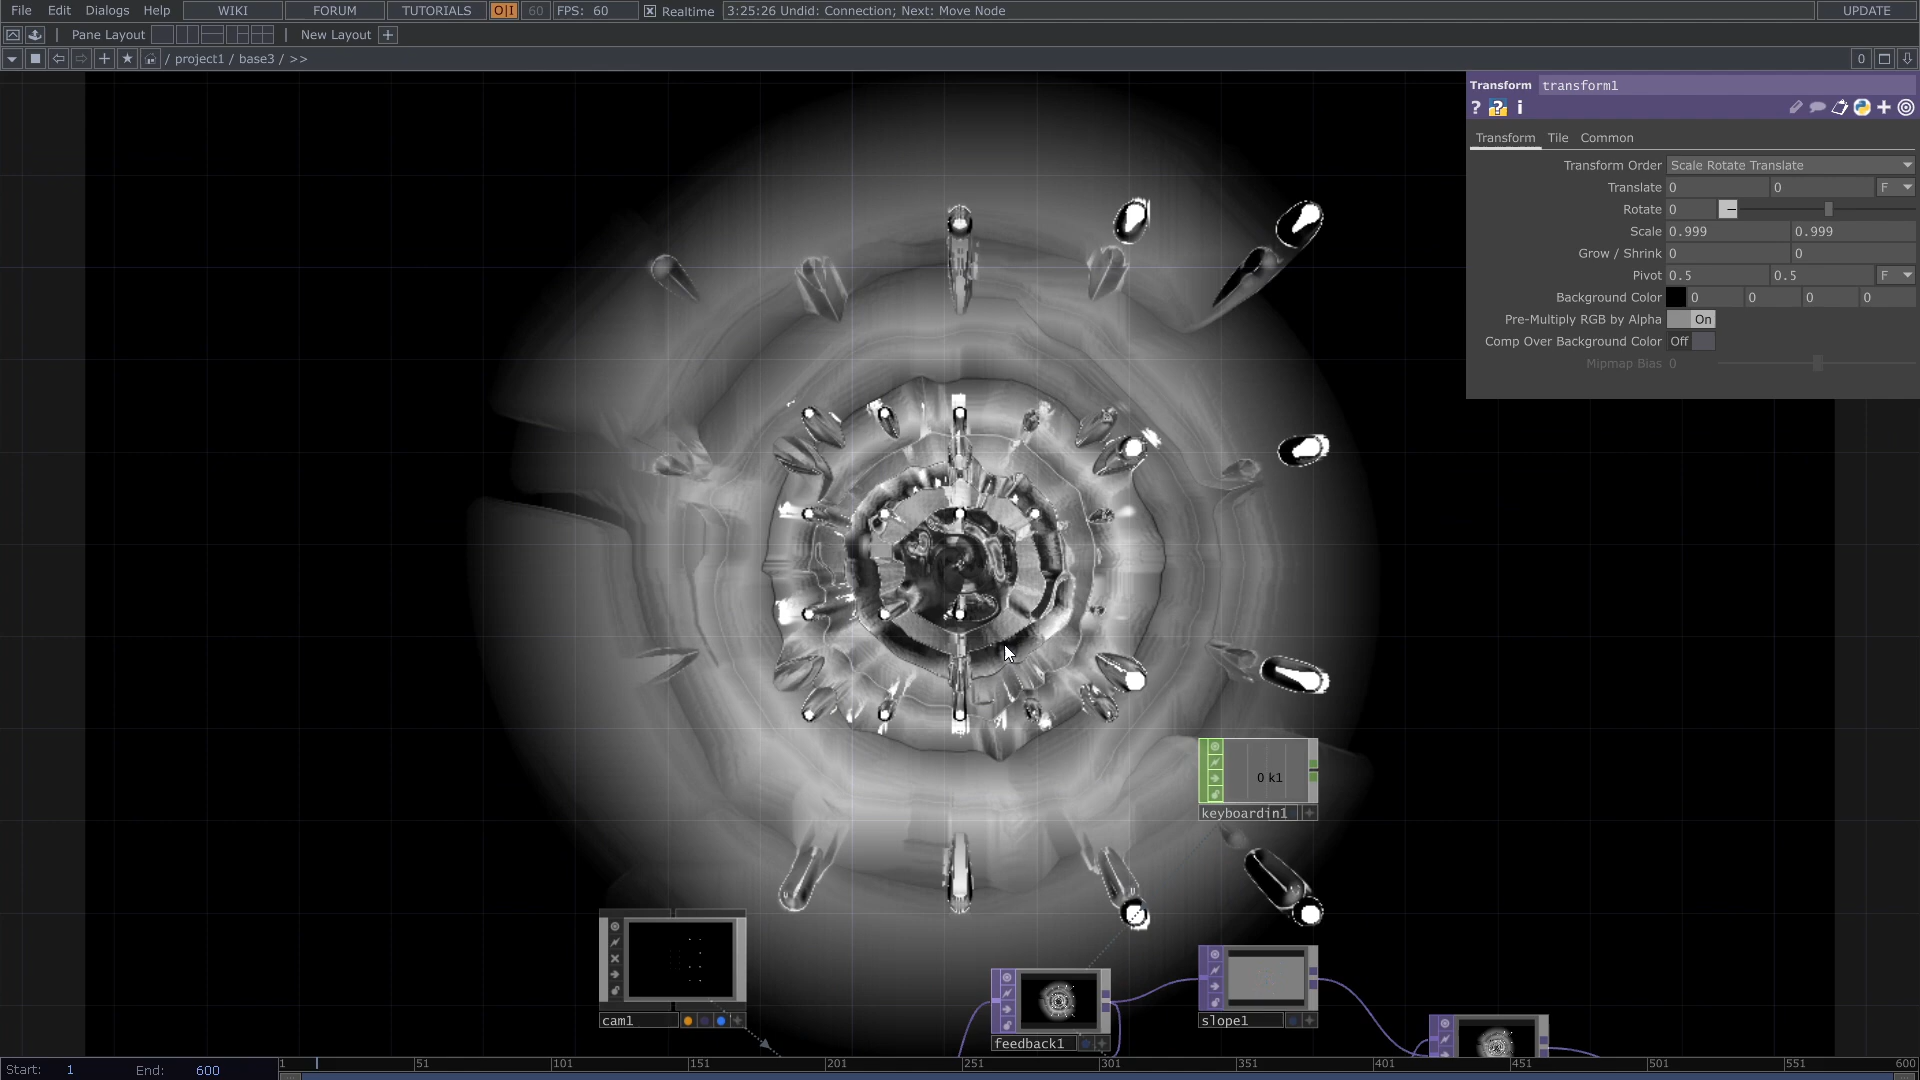 File Edit Dialogs Help WIKI FORUM TUTORIALS O|I 60 FPS: 60 Realtime 3:25:26 Undid: Connection; Next: Move Node UPDATE
Pane Layout New Layout +
/ project1 / base3 / >> 0
Transform transform1
? ? i
Transform Tile Common
Transform Order Scale Rotate Translate
Translate 0 0 F
Rotate 0
Scale 0.999 0.999
Grow / Shrink 0 0
Pivot 0.5 0.5 F
Background Color 0 0 0 0
Pre-Multiply RGB by Alpha On
Comp Over Background Color Off
Mipmap Bias 0
0 k1
keyboardin1
cam1
slope1
feedback1
Start: 1 End: 600 1 51 101 151 201 251 301 351 401 451 501 551 600